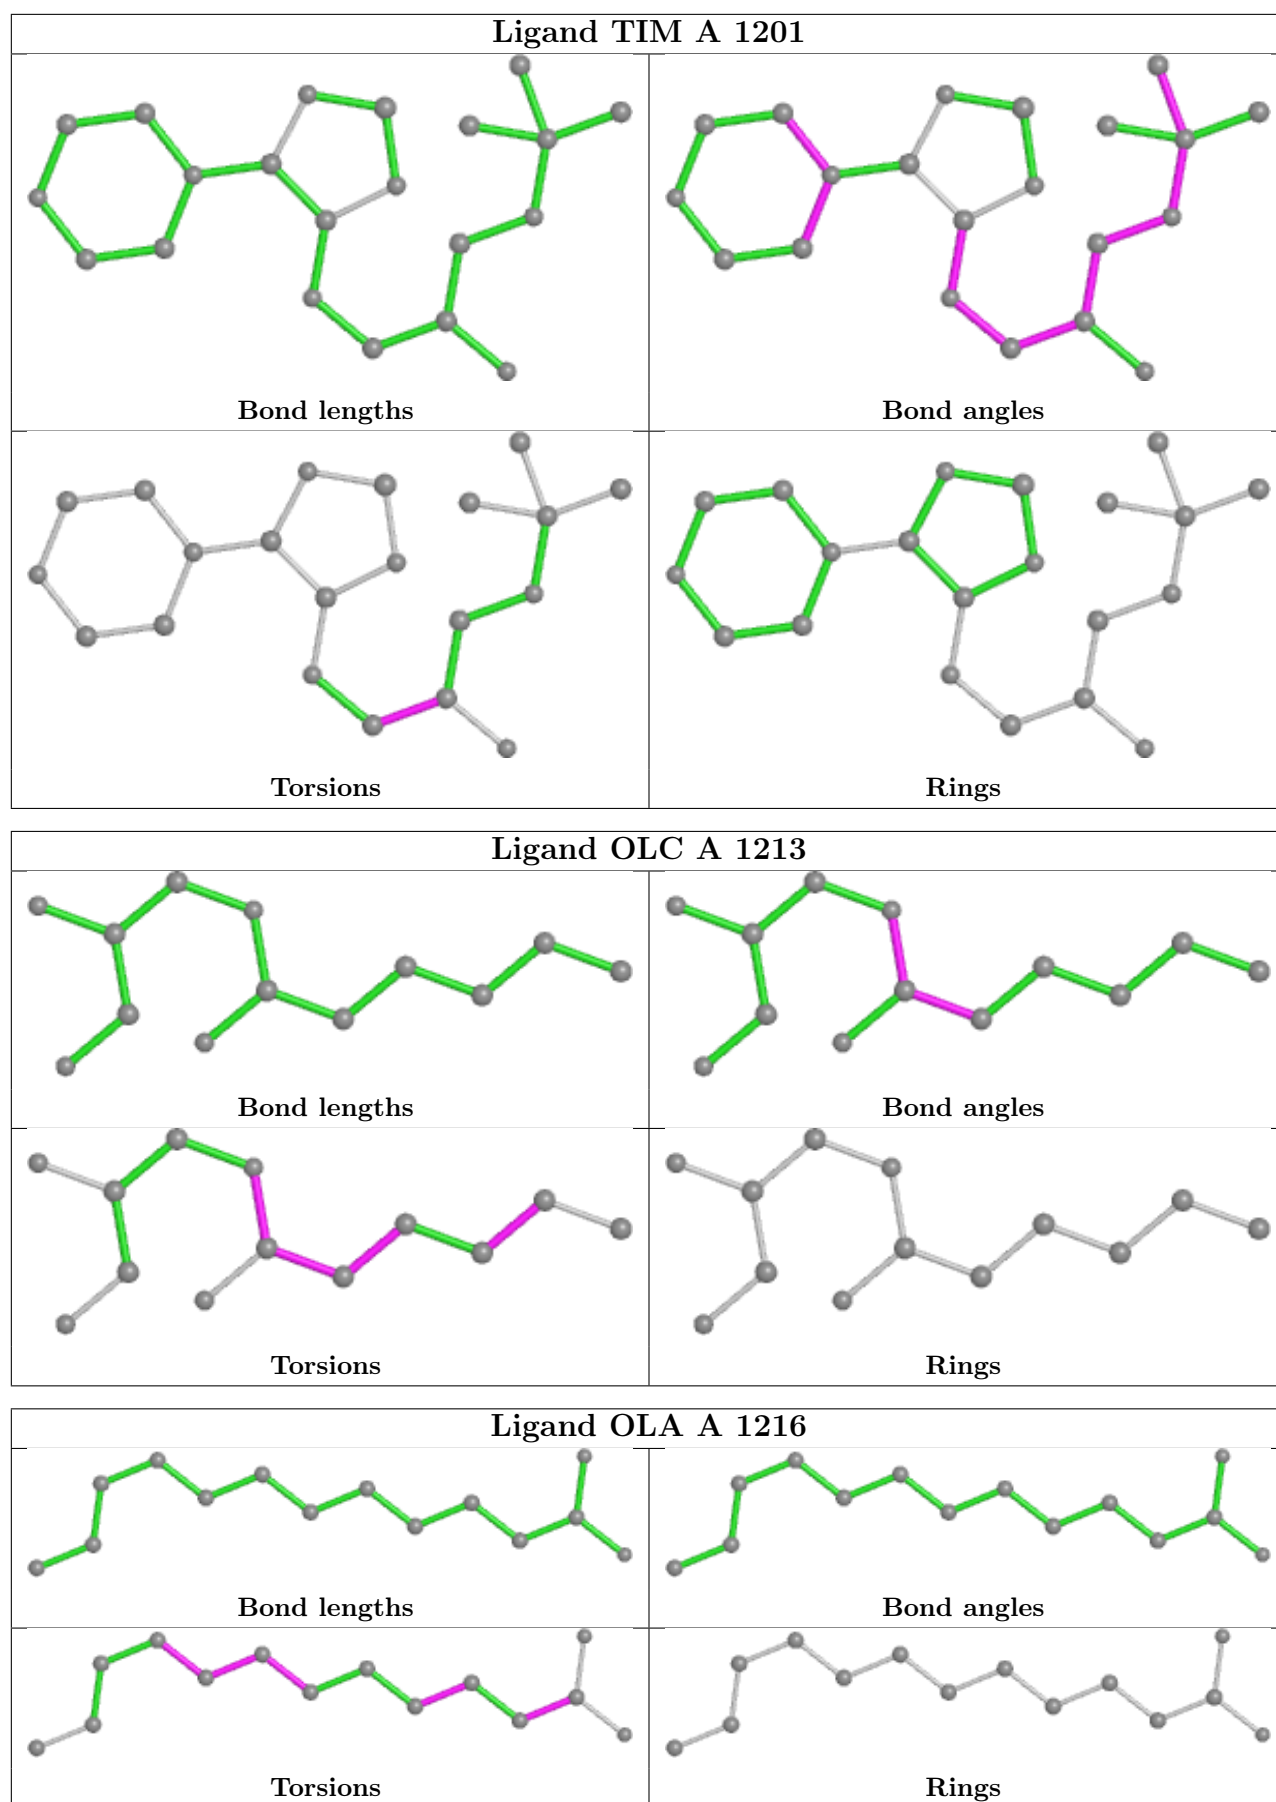 Ligand TIM A 1201
Bond lengths
Bond angles
Torsions
Rings
Ligand OLC A 1213
Bond lengths
Bond angles
Torsions
Rings
Ligand OLA A 1216
Bond lengths
Bond angles
Torsions
Rings